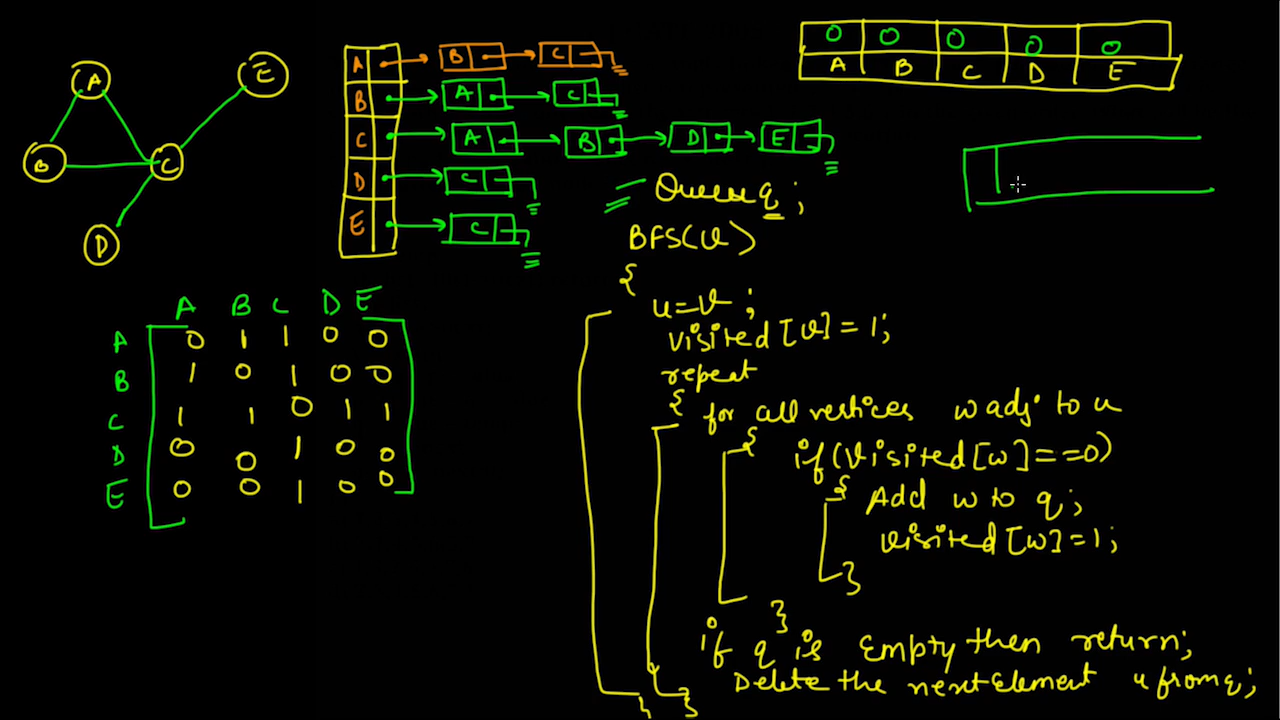 A
E
B
C
D
A B C
B A C
C A B D E
D C
E C
0 0 0 0 0
A B C D E
A B C D E
A 0 1 1 0 0
B 1 0 1 0 0
C 1 1 0 1 1
D 0 0 1 0 0
E 0 0 1 0 0
Queue q;
BFS(v)
{
u=v;
visited[v]=1;
repeat
{ for all vertices w adj to u
{ if(visited[w]==0)
{ Add w to q;
visited[w]=1;
}
}
if q is Empty then return;
Delete the next Element u from q;
}
}